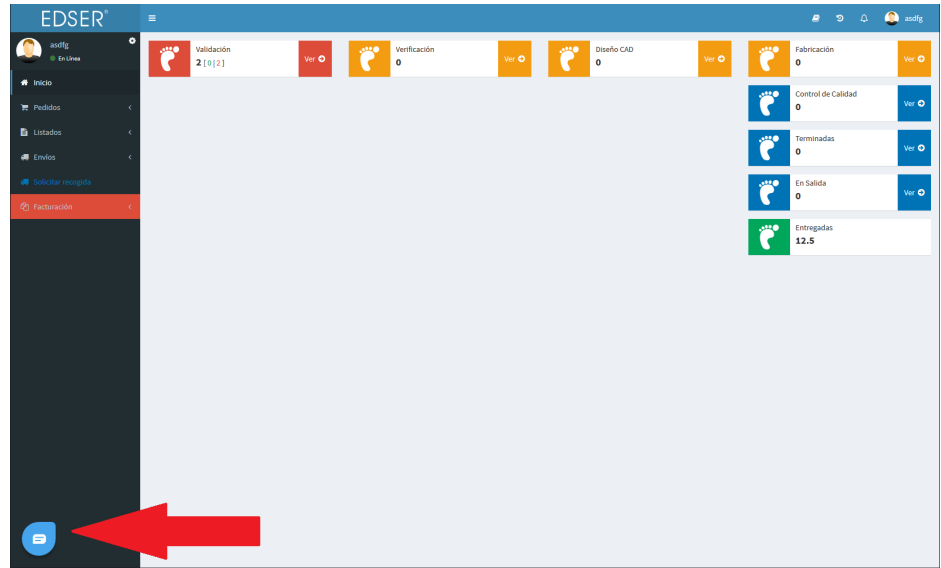 EDSER®
asdfg
asdfg
En Línea
Inicio
Pedidos
Listados
Envíos
Solicitar recogida
Facturación
Validación
2 [ 0 | 2 ]
Ver
Verificación
0
Ver
Diseño CAD
0
Ver
Fabricación
0
Ver
Control de Calidad
0
Ver
Terminadas
0
Ver
En Salida
0
Ver
Entregadas
12.5